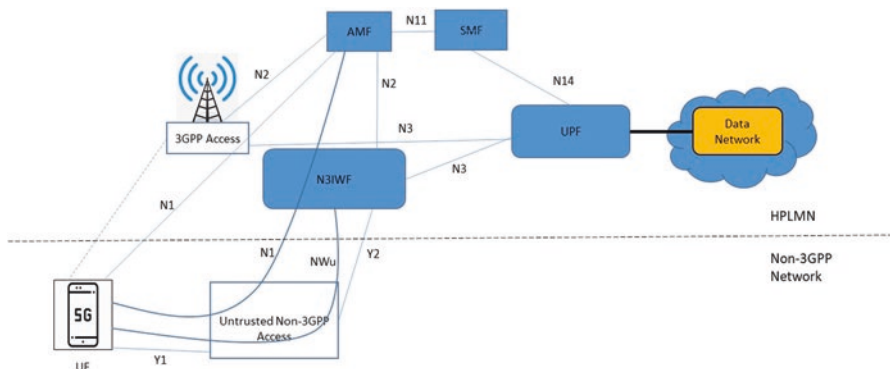 AMF
N11
SMF
N2
N2
N14
3GPP Access
N3
UPF
Data
Network
N3IWF
N3
N1
HPLMN
N1
NWu
Y2
Non-3GPP
Network
5G
Untrusted Non-3GPP
Access
Y1
UE